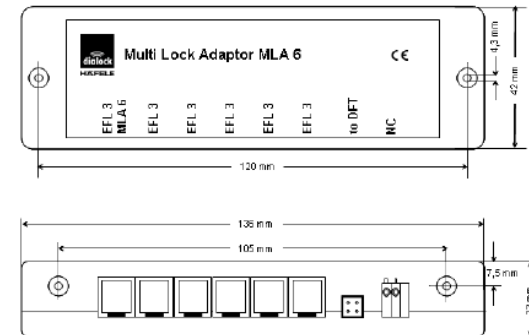 dialock
HÄFELE
Multi Lock Adaptor MLA 6
CE
EFL 3
MLA 6
EFL 3
EFL 3
EFL 3
EFL 3
EFL 3
to DFT
NC
4,3 mm
42 mm
120 mm
136 mm
105 mm
7,5 mm